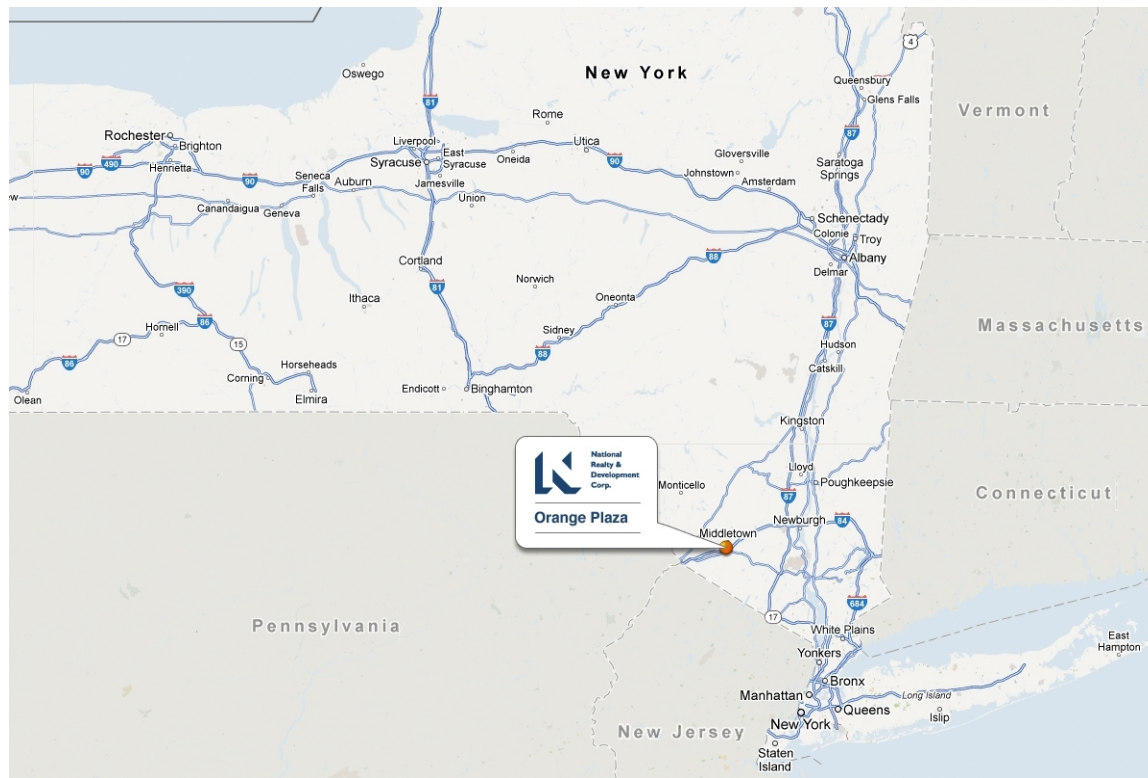 4
New York
Oswego
Queensbury
Glens Falls
Vermont
81
Rome
87
Rochester
Brighton
Liverpool
Utica
East
Syracuse
Syracuse
Oneida
90
Gloversville
490
90
Henrietta
Saratoga
Springs
Johnstown
Seneca
Falls
Auburn
Jamesville
Amsterdam
90
ew
Canandaigua
Geneva
Union
Schenectady
Colonie
Troy
Albany
88
Delmar
Cortland
81
Norwich
390
Ithaca
Oneonta
86
87
Massachusetts
Hornell
17
15
Sidney
88
Hudson
86
Horseheads
Catskill
Corning
Endicott
Binghamton
Olean
Elmira
Kingston
National
Realty &
Development
Corp.
Orange Plaza
Lloyd
Monticello
87
Poughkeepsie
Connecticut
Middletown
Newburgh
84
684
17
Pennsylvania
White Plains
East
Hampton
Yonkers
Bronx
Manhattan
Long Island
New York
Queens
Islip
New Jersey
Staten
Island